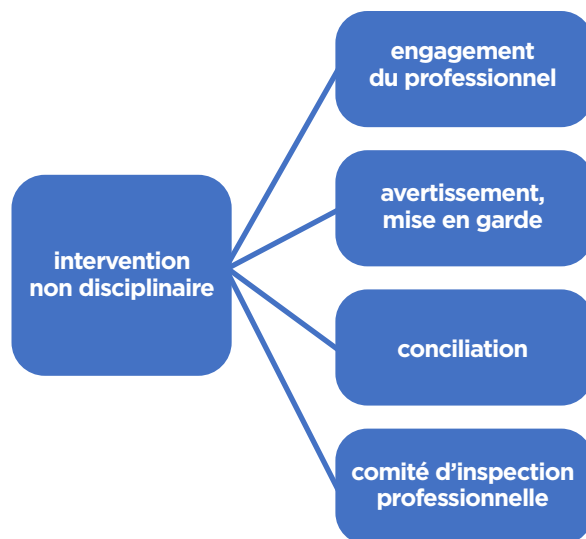 intervention
non disciplinaire
engagement
du professionnel
avertissement,
mise en garde
conciliation
comité d’inspection
professionnelle